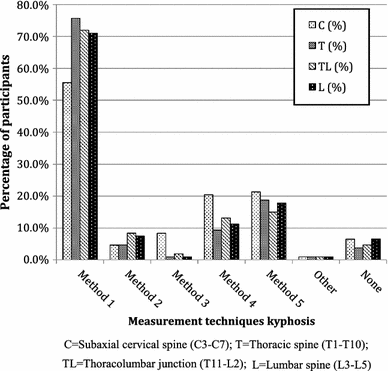 80.0%
70.0%
60.0%
50.0%
40.0%
30.0%
20.0%
10.0%
0.0%
Percentage of participants
C (%)
T (%)
TL (%)
L (%)
Method 1
Method 2
Method 3
Method 4
Method 5
Other
None
Measurement techniques kyphosis
C=Subaxial cervical spine (C3-C7); T=Thoracic spine (T1-T10);
TL=Thoracolumbar junction (T11-L2); L=Lumbar spine (L3-L5)